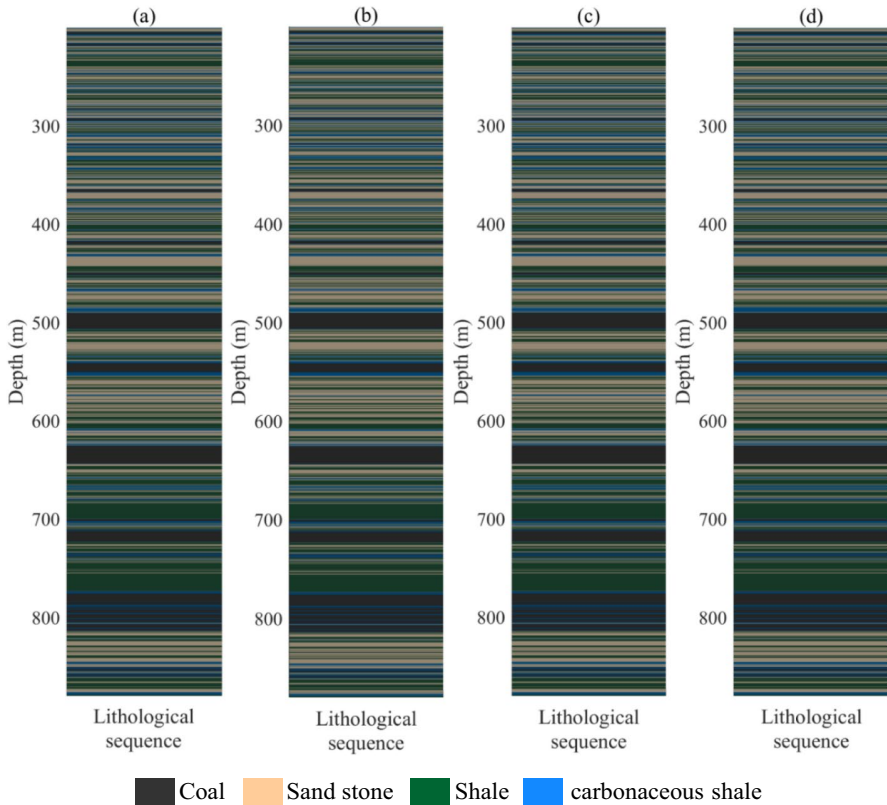 (a)
(b)
(c)
(d)
300
400
500
600
700
800
Depth (m)
300
400
500
600
700
800
Depth (m)
300
400
500
600
700
800
Depth (m)
300
400
500
600
700
800
Depth (m)
Lithological
sequence
Lithological
sequence
Lithological
sequence
Lithological
sequence
Coal
Sand stone
Shale
carbonaceous shale